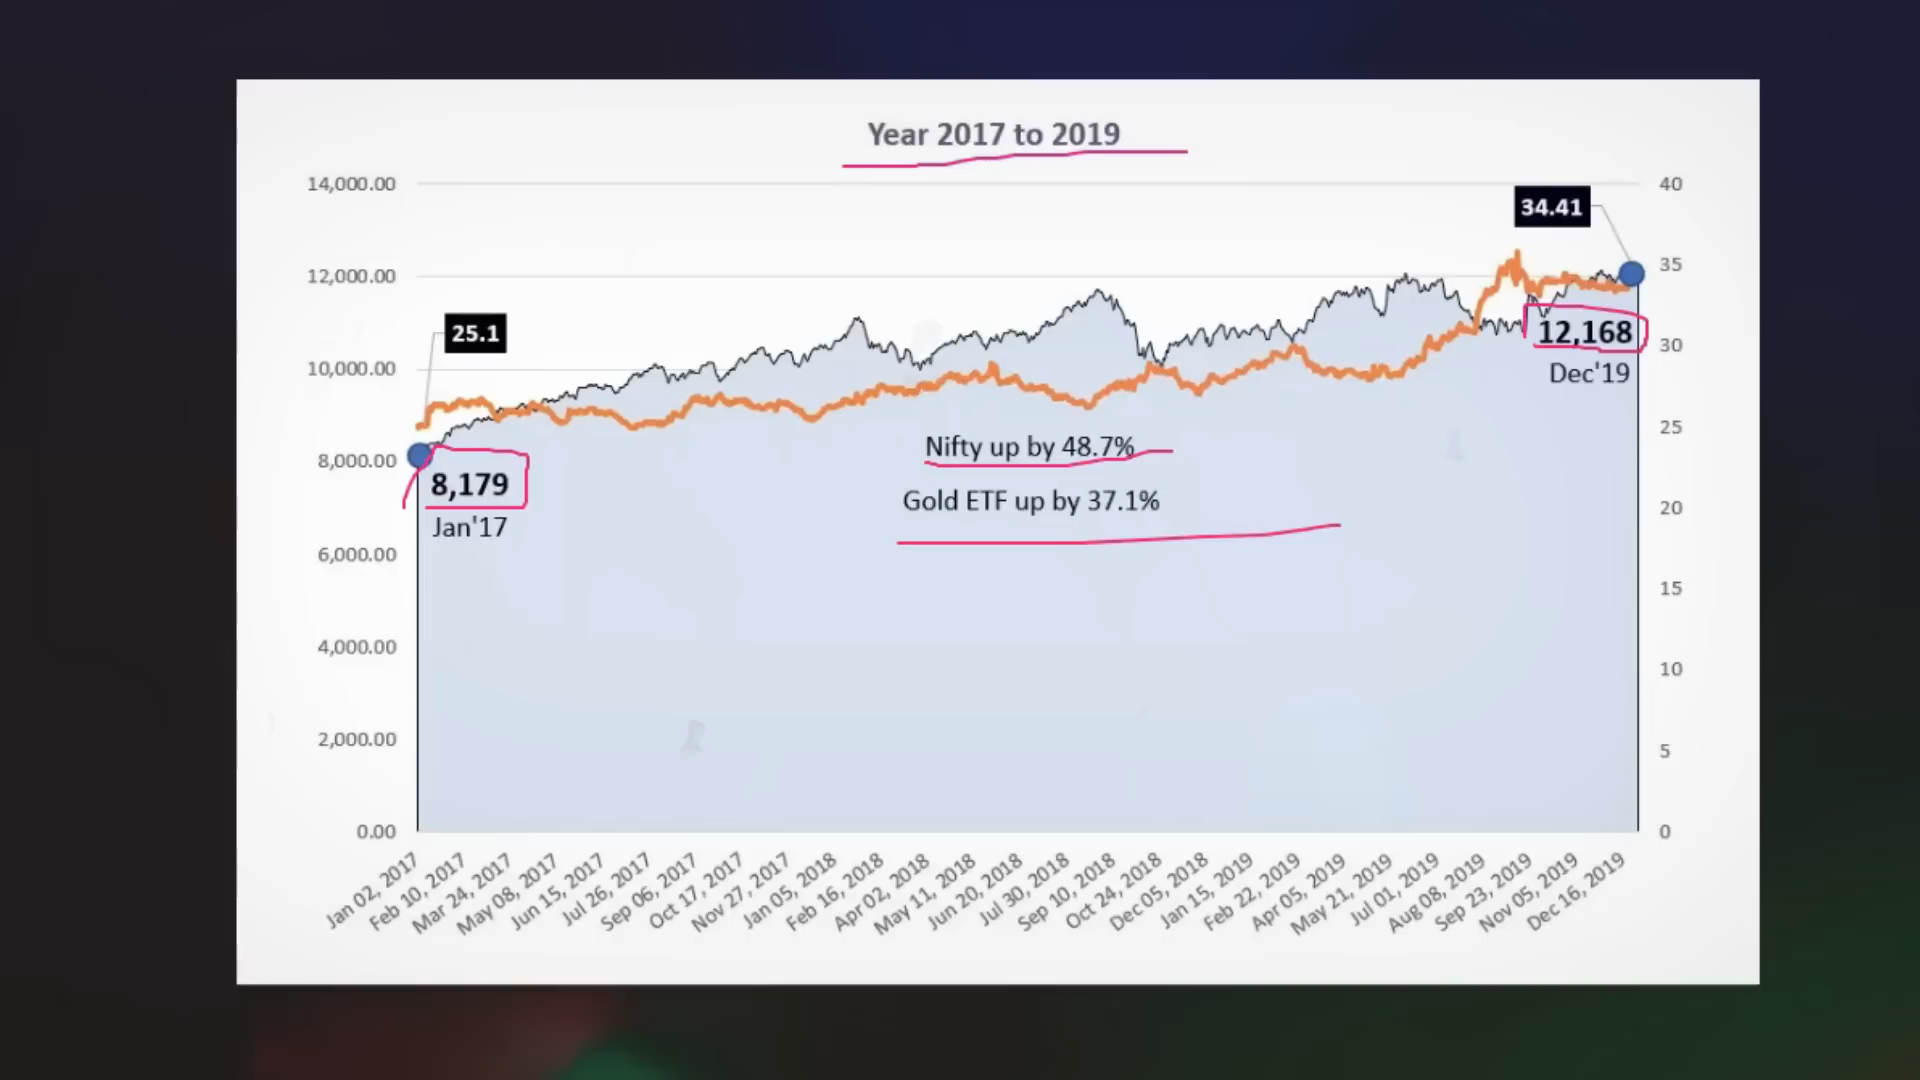 Year 2017 to 2019
14,000.00
12,000.00
10,000.00
8,000.00
6,000.00
4,000.00
2,000.00
0.00
40
35
30
25
20
15
10
5
0
25.1
34.41
8,179
Jan'17
12,168
Dec'19
Nifty up by 48.7%
Gold ETF up by 37.1%
Jan 02, 2017
Feb 10, 2017
Mar 24, 2017
May 08, 2017
Jun 15, 2017
Jul 26, 2017
Sep 06, 2017
Oct 17, 2017
Nov 27, 2017
Jan 05, 2018
Feb 16, 2018
Apr 02, 2018
May 11, 2018
Jun 20, 2018
Jul 30, 2018
Sep 10, 2018
Oct 24, 2018
Dec 05, 2018
Jan 15, 2019
Feb 22, 2019
Apr 05, 2019
May 21, 2019
Jul 01, 2019
Aug 08, 2019
Sep 23, 2019
Nov 05, 2019
Dec 16, 2019